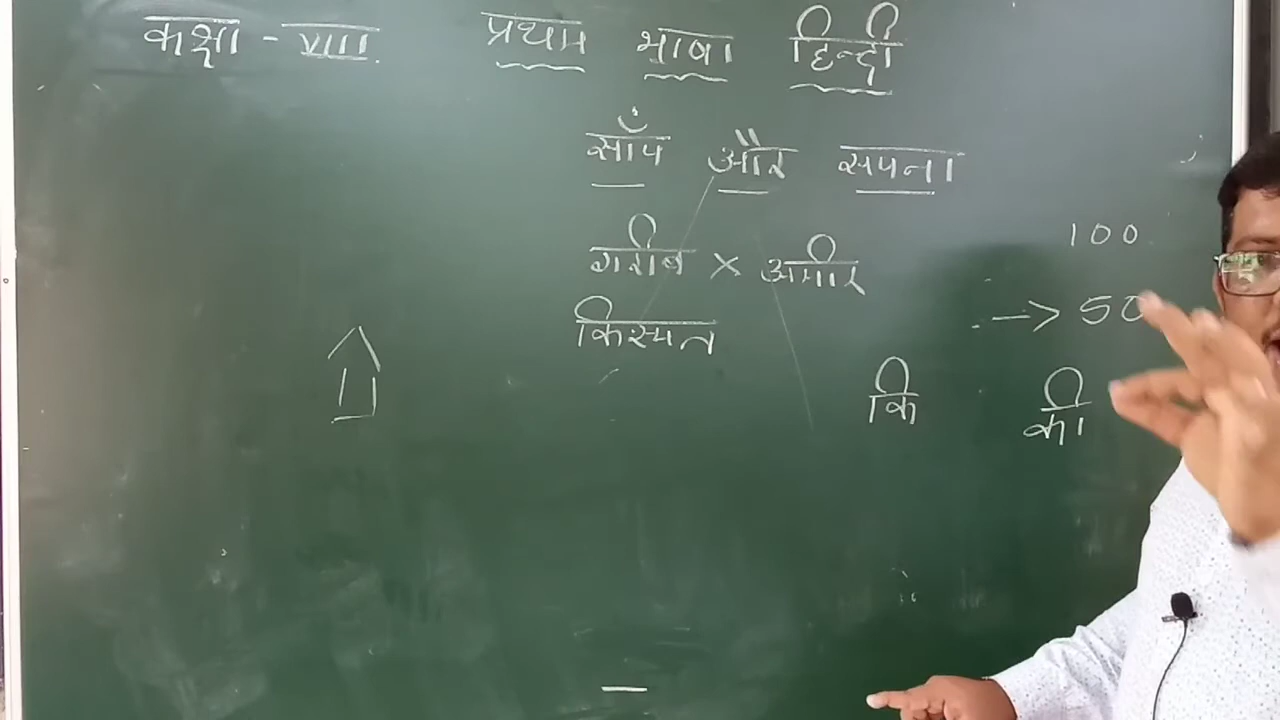 कक्षा - VIII. प्रथम भाषा हिन्दी
साँप और सपना
गरीब × अमीर
किस्मत
100
→ 50
कि की